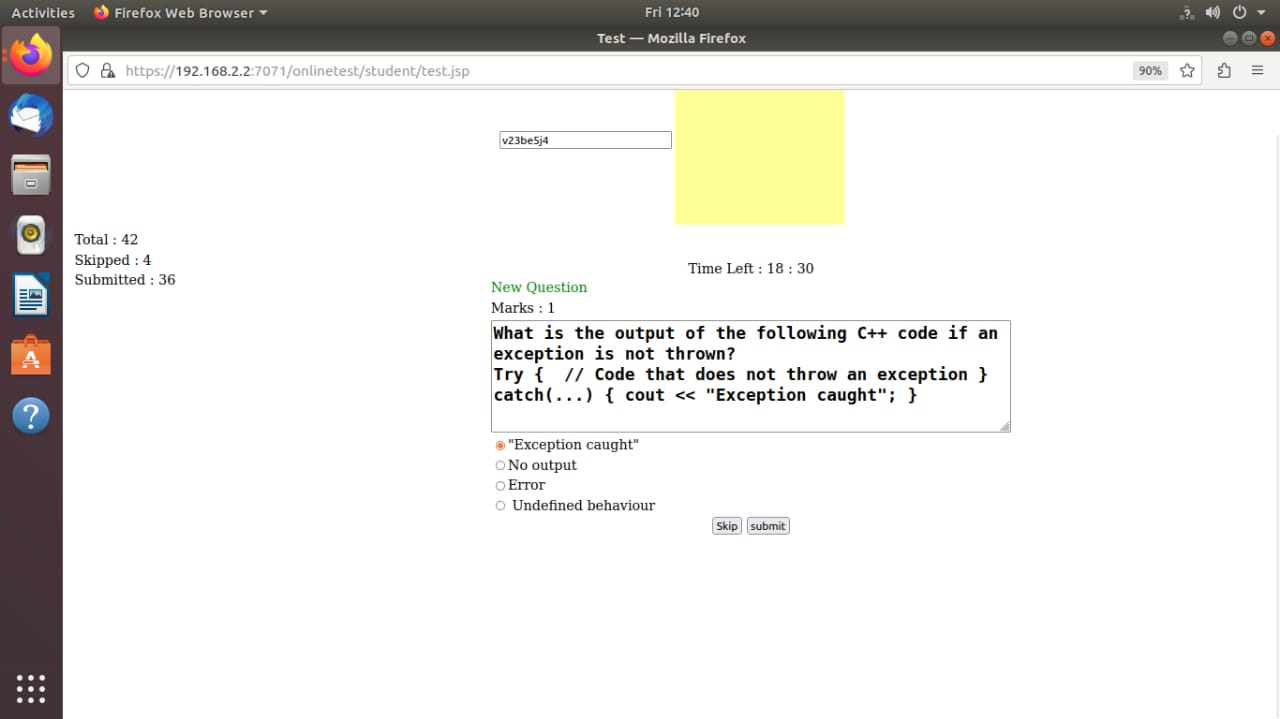 Activities
Firefox Web Browser
Fri 12:40
Test — Mozilla Firefox
https://192.168.2.2:7071/onlinetest/student/test.jsp
90%
v23be5j4
Total : 42
Skipped : 4
Submitted : 36
Time Left : 18 : 30
New Question
Marks : 1
What is the output of the following C++ code if an
exception is not thrown?
Try {  // Code that does not throw an exception }
catch(...) { cout << "Exception caught"; }
"Exception caught"
No output
Error
Undefined behaviour
Skip submit